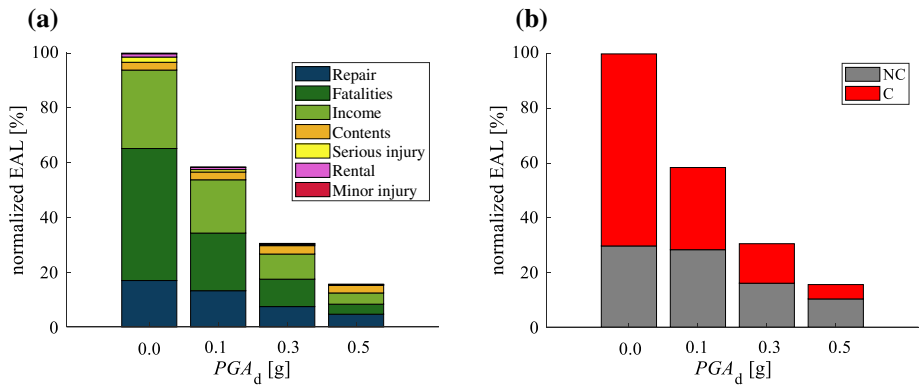 (a)
normalized EAL [%]
100
80
60
40
20
0
0.0 0.1 0.3 0.5
PGAd [g]
Repair
Fatalities
Income
Contents
Serious injury
Rental
Minor injury
(b)
normalized EAL [%]
100
80
60
40
20
0
0.0 0.1 0.3 0.5
PGAd [g]
NC
C